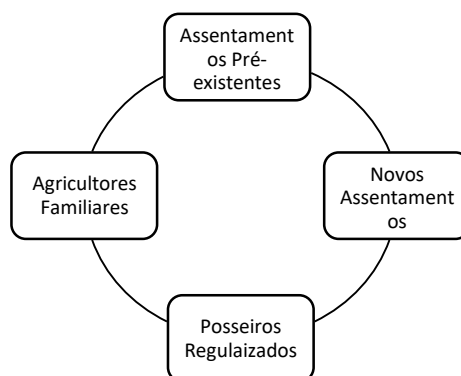 Assentament
os Pré-
existentes
Novos
Assentament
os
Posseiros
Regulaizados
Agricultores
Familiares